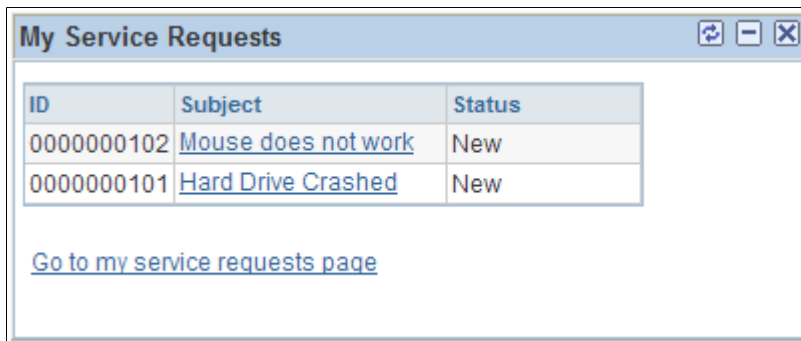 My Service Requests
ID Subject Status
0000000102 Mouse does not work New
0000000101 Hard Drive Crashed New
Go to my service requests page